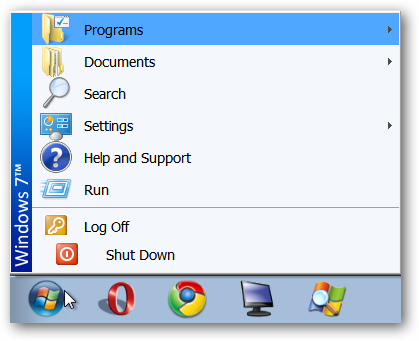 Programs
Documents
Search
Settings
Help and Support
Run
Log Off
Shut Down
Windows 7™